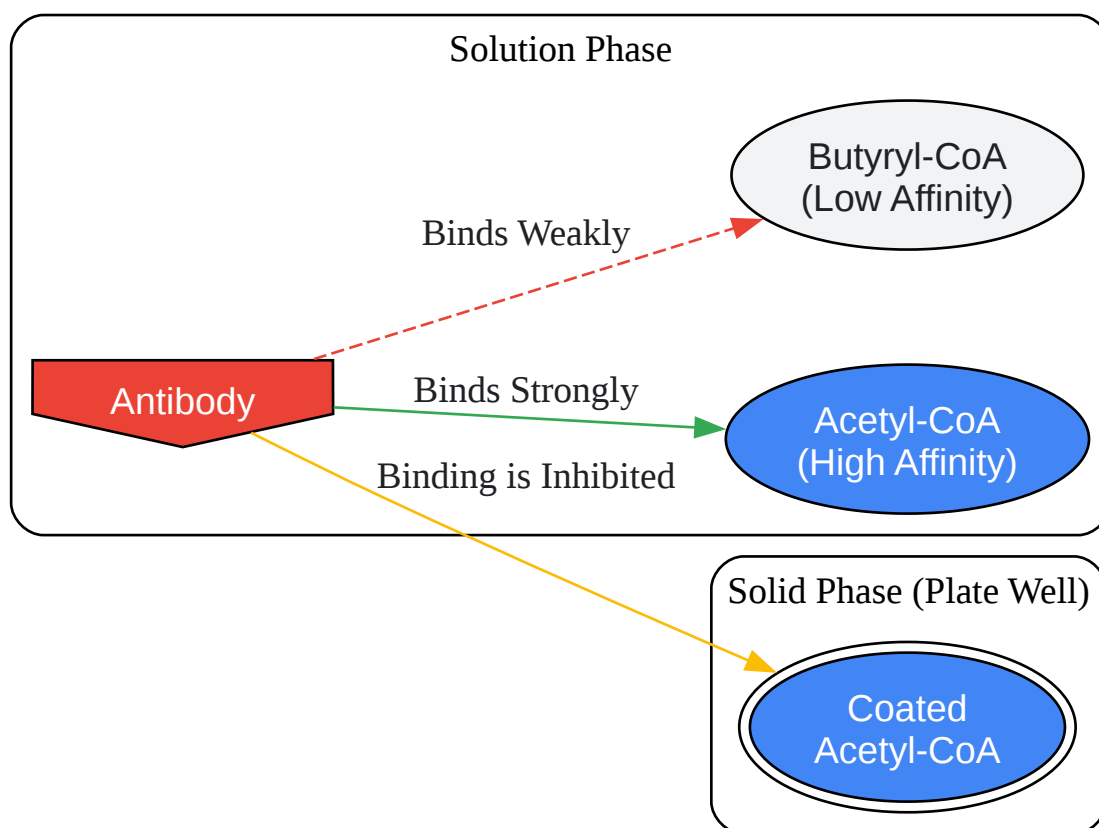 Solution Phase
Butyryl-CoA
(Low Affinity)
Binds Weakly
Antibody
Binds Strongly
Acetyl-CoA
(High Affinity)
Binding is Inhibited
Solid Phase (Plate Well)
Coated
Acetyl-CoA